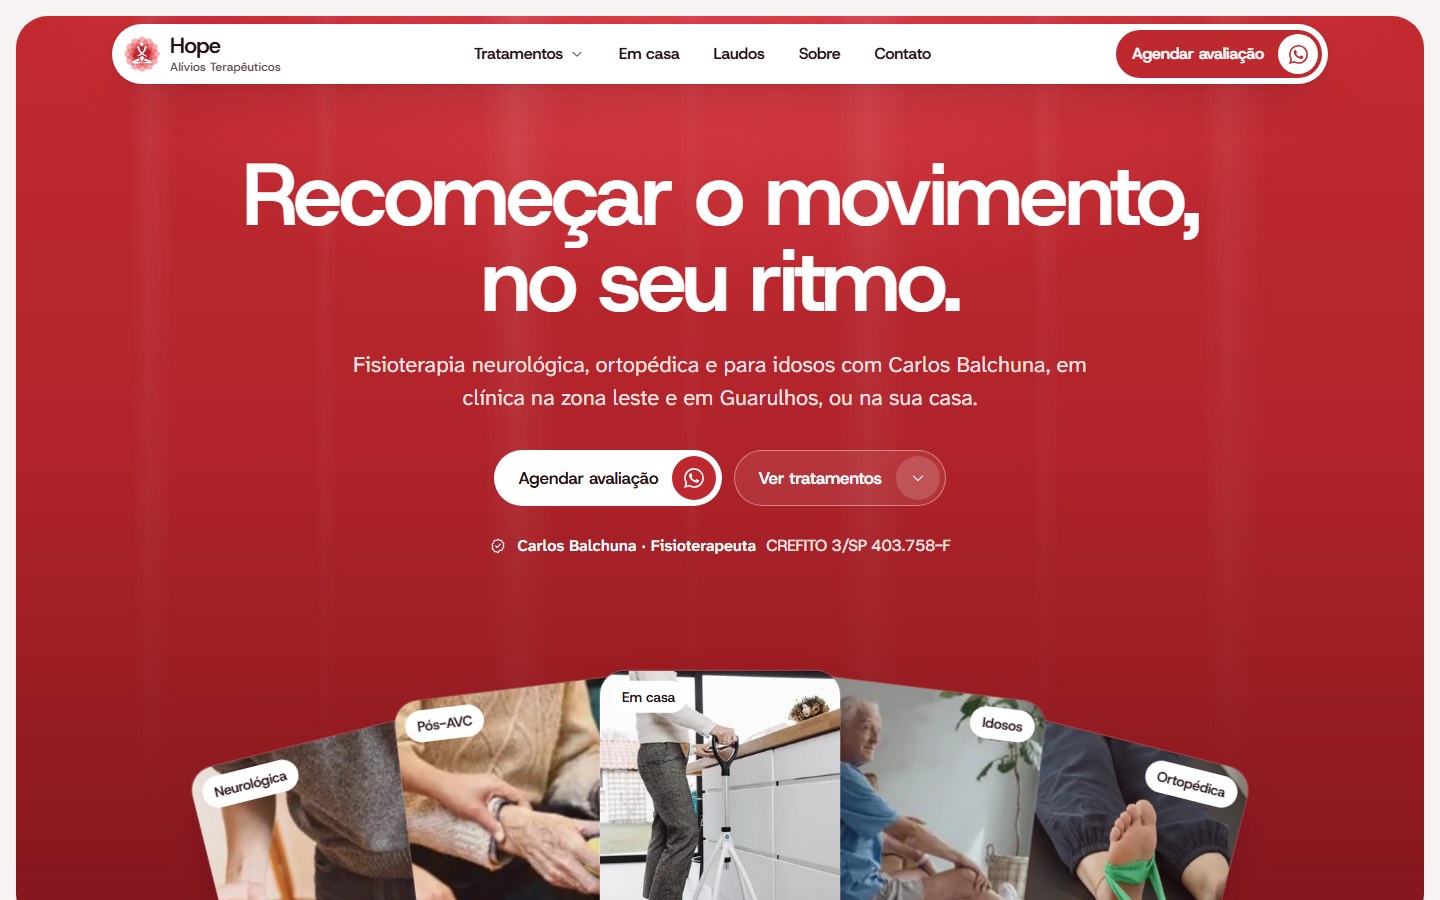 Hope
Alívios Terapêuticos
Tratamentos
Em casa
Laudos
Sobre
Contato
Agendar avaliação
Recomeçar o movimento,
no seu ritmo.
Fisioterapia neurológica, ortopédica e para idosos com Carlos Balchuna, em
clínica na zona leste e em Guarulhos, ou na sua casa.
Agendar avaliação
Ver tratamentos
Carlos Balchuna · Fisioterapeuta CREFITO 3/SP 403.758-F
Neurológica
Pós-AVC
Em casa
Idosos
Ortopédica